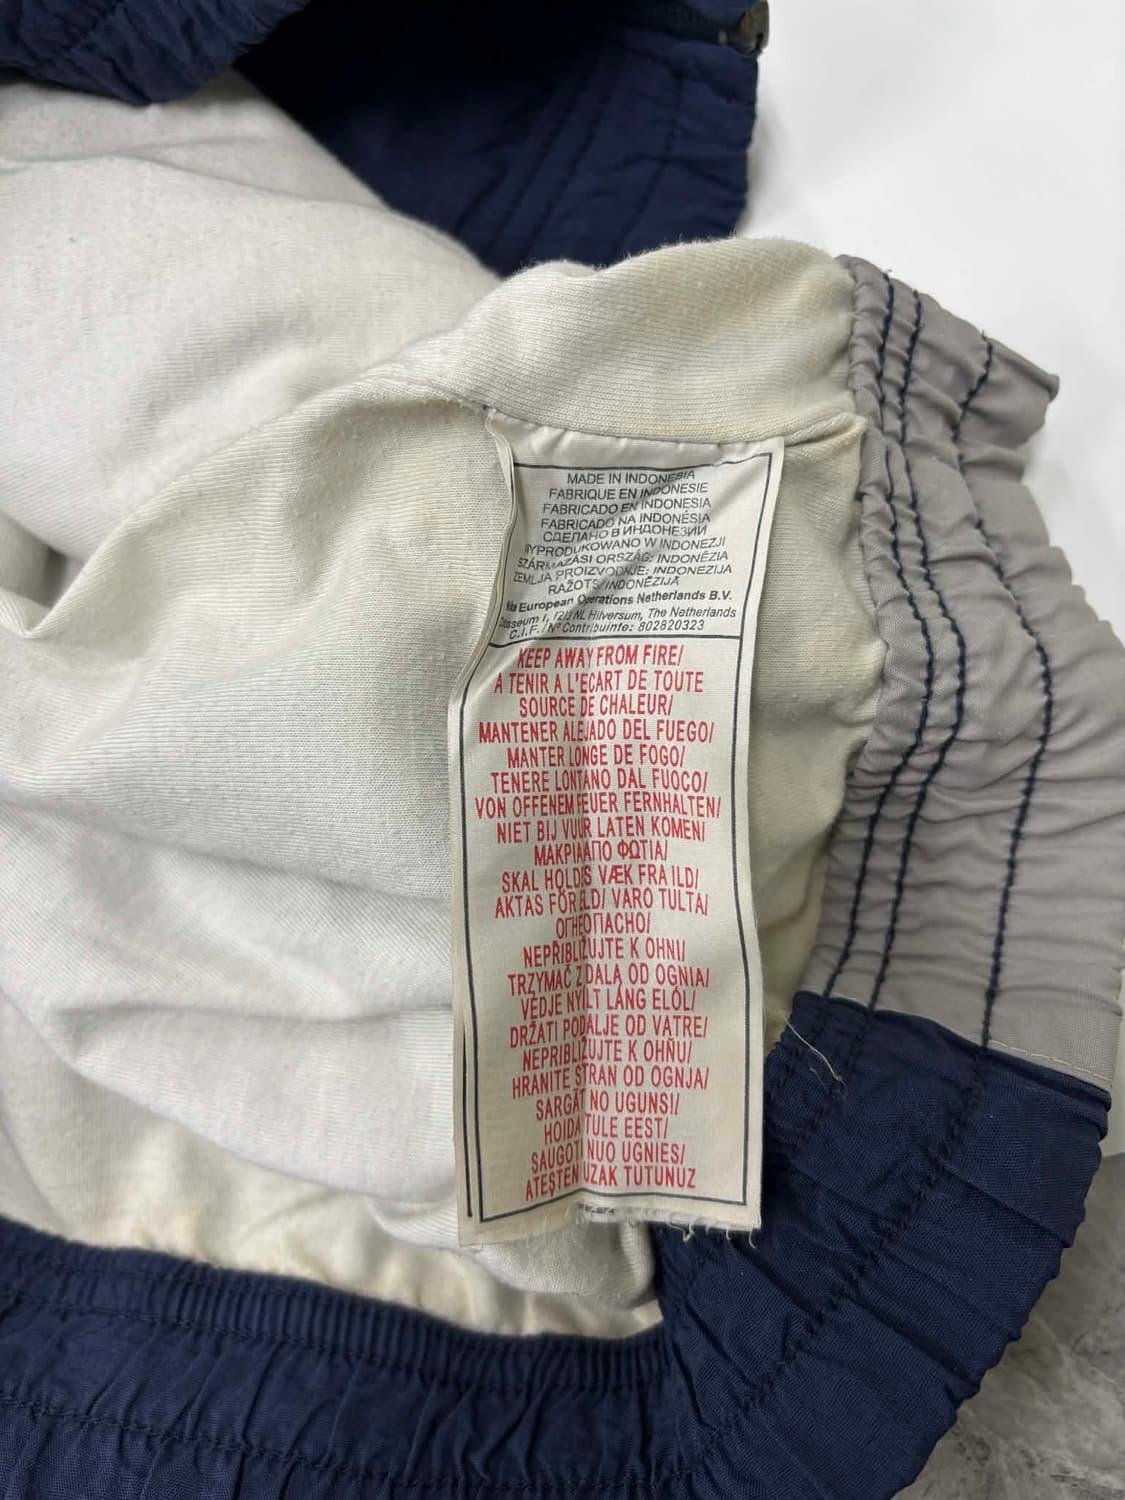 MADE IN INDONESIA
FABRIQUE EN INDONESIE
FABRICADO EN INDONESIA
FABRICADO NA INDONÉSIA
СДЕЛАНО В ИНДОНЕЗИИ
WYPRODUKOWANO W INDONEZJI
SZÁRMAZÁSI ORSZÁG: INDONÉZIA
ZEMLJA PROIZVODNJE: INDONEZIJA
RAŽOTS INDONĒZIJĀ
European Operations Netherlands B.V.
1, 1213 NL Hilversum, The Netherlands
C.I.F./Nº Contribuinte: 802820323
KEEP AWAY FROM FIRE/
A TENIR A L'ECART DE TOUTE
SOURCE DE CHALEUR/
MANTENER ALEJADO DEL FUEGO/
MANTER LONGE DE FOGO/
TENERE LONTANO DAL FUOCO/
VON OFFENEM FEUER FERNHALTEN/
NIET BIJ VUUR LATEN KOMEN/
ΜΑΚΡΙΑ ΑΠΟ ΦΩΤΙΑ/
SKAL HOLDES VÆK FRA ILD/
AKTAS FÖR ELD/ VARO TULTA/
ОГНЕОПАСНО/
NEPŘIBLIŽUJTE K OHNI/
TRZYMAĆ Z DALA OD OGNIA/
VÉDJE NYÍLT LÁNG ELŐL/
DRŽATI PODALJE OD VATRE/
NEPRIBLIŽUJTE K OHŇU/
HRANITE STRAN OD OGNJA/
SARGĀT NO UGUNS/
HOIDA TULE EEST/
SAUGOTI NUO UGNIES/
ATEŞTEN UZAK TUTUNUZ